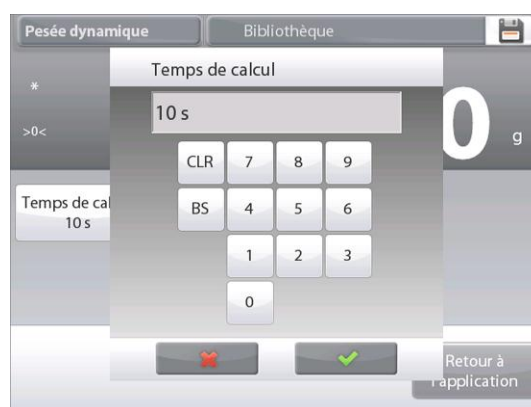 Pesée dynamique
Bibliothèque
Temps de calcul
*
>0<
10 s
0 g
CLR 7 8 9
BS 4 5 6
1 2 3
0
Temps de cal
10 s
Retour à
l'application